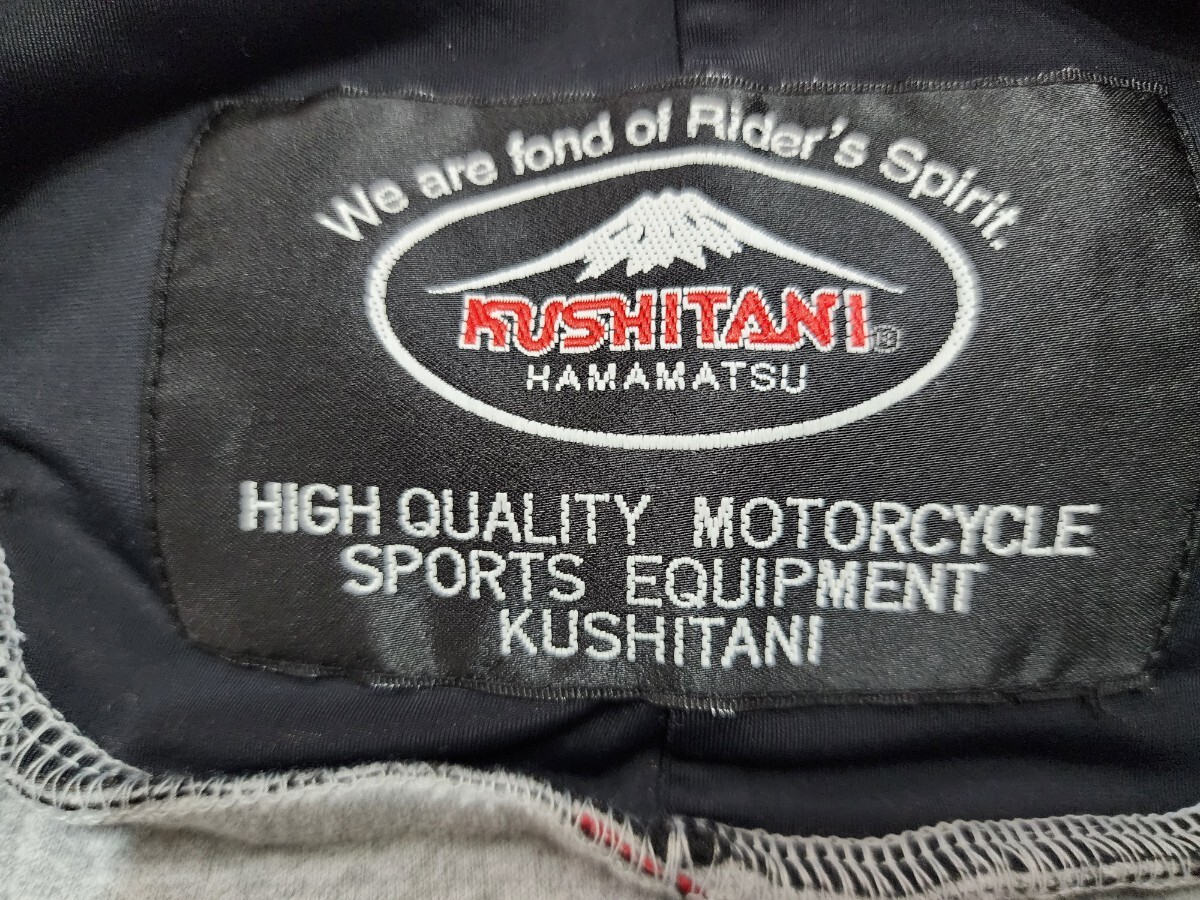 We are fond of Rider's Spirit.
KUSHITANI®
HAMAMATSU
HIGH QUALITY MOTORCYCLE
SPORTS EQUIPMENT
KUSHITANI